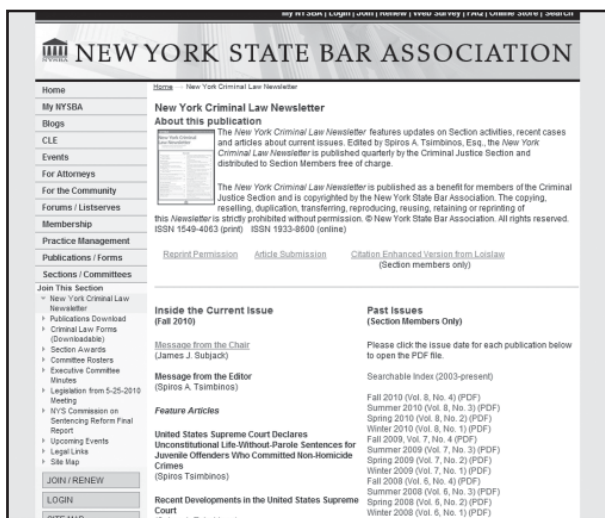 My NYSBA | Login | Join | Renew | Web Survey | FAQ | Online Store | Search
NYSBA
NEW YORK STATE BAR ASSOCIATION
Home
My NYSBA
Blogs
CLE
Events
For Attorneys
For the Community
Forums / Listserves
Membership
Practice Management
Publications / Forms
Sections / Committees
Join This Section
New York Criminal Law
Newsletter
Publications Download
Criminal Law Forms
(Downloadable)
Section Awards
Committee Rosters
Executive Committee
Minutes
Legislation from 5-25-2010
Meeting
NYS Commission on
Sentencing Reform Final
Report
Upcoming Events
Legal Links
Site Map
JOIN / RENEW
LOGIN
SITE MAP
Home → New York Criminal Law Newsletter
New York Criminal Law Newsletter
About this publication
The New York Criminal Law Newsletter features updates on Section activities, recent cases
and articles about current issues. Edited by Spiros A. Tsimbinos, Esq., the New York
Criminal Law Newsletter is published quarterly by the Criminal Justice Section and
distributed to Section Members free of charge.
The New York Criminal Law Newsletter is published as a benefit for members of the Criminal
Justice Section and is copyrighted by the New York State Bar Association. The copying,
reselling, duplication, transferring, reproducing, reusing, retaining or reprinting of
this Newsletter is strictly prohibited without permission. © New York State Bar Association. All rights reserved.
ISSN 1549-4063 (print) ISSN 1933-8600 (online)
Reprint Permission Article Submission Citation Enhanced Version from Loislaw
(Section members only)
Inside the Current Issue
(Fall 2010)
Message from the Chair
(James J. Subjack)
Message from the Editor
(Spiros A. Tsimbinos)
Feature Articles
United States Supreme Court Declares
Unconstitutional Life-Without-Parole Sentences for
Juvenile Offenders Who Committed Non-Homicide
Crimes
(Spiros Tsimbinos)
Recent Developments in the United States Supreme
Court
Past Issues
(Section Members Only)
Please click the issue date for each publication below
to open the PDF file.
Searchable Index (2003-present)
Fall 2010 (Vol. 8, No. 4) (PDF)
Summer 2010 (Vol. 8, No. 3) (PDF)
Spring 2010 (Vol. 8, No. 2) (PDF)
Winter 2010 (Vol. 8, No. 1) (PDF)
Fall 2009, Vol. 7, No. 4 (PDF)
Summer 2009 (Vol. 7, No. 3) (PDF)
Spring 2009 (Vol. 7, No. 2) (PDF)
Winter 2009 (Vol. 7, No. 1) (PDF)
Fall 2008 (Vol. 6, No. 4) (PDF)
Summer 2008 (Vol. 6, No. 3) (PDF)
Spring 2008 (Vol. 6, No. 2) (PDF)
Winter 2008 (Vol. 6, No. 1) (PDF)